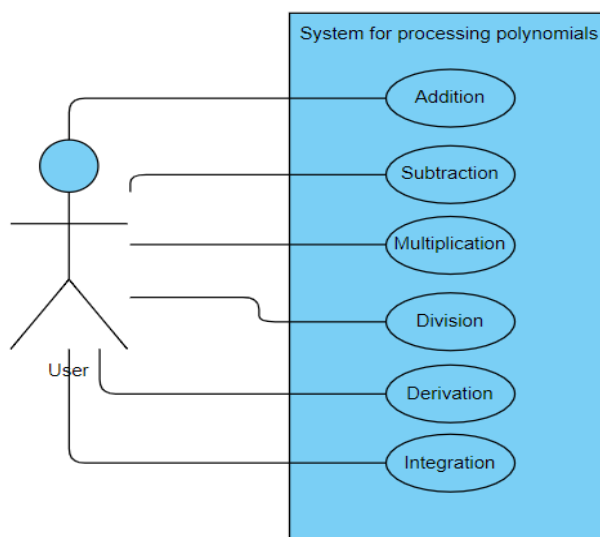 System for processing polynomials
Addition
Subtraction
Multiplication
Division
User
Derivation
Integration